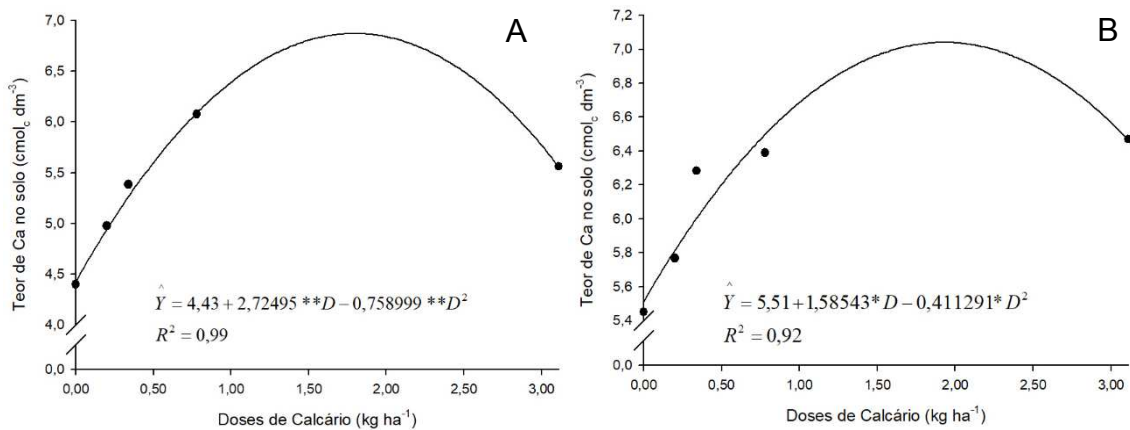 A
Teor de Ca no solo (cmol_c dm^-3)
7,0
6,5
6,0
5,5
5,0
4,5
4,0
0,0
Ŷ = 4,43 + 2,72495 **D − 0,758999 **D²
R² = 0,99
0,00 0,50 1,00 1,50 2,00 2,50 3,00
Doses de Calcário (kg ha⁻¹)
B
Teor de Ca no solo (cmol_c dm^-3)
7,2
7,0
6,8
6,6
6,4
6,2
6,0
5,8
5,6
5,4
0,0
Ŷ = 5,51 + 1,58543* D − 0,411291* D²
R² = 0,92
0,00 0,50 1,00 1,50 2,00 2,50 3,00
Doses de Calcário (kg ha⁻¹)